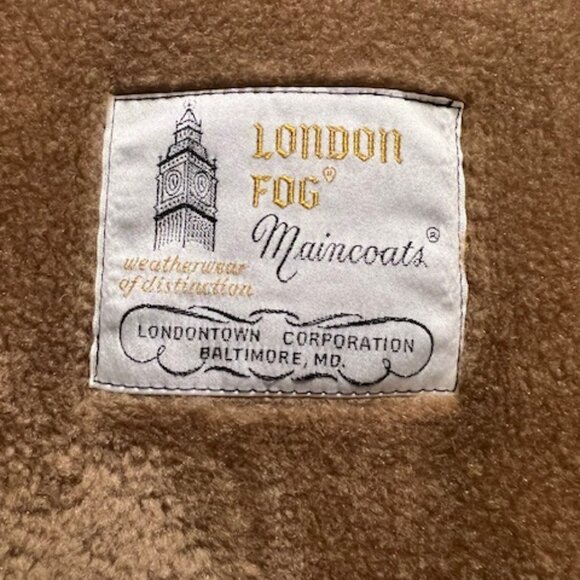 LONDON
FOG®
Maincoats®
weatherwear
of distinction
LONDONTOWN CORPORATION
BALTIMORE, MD.